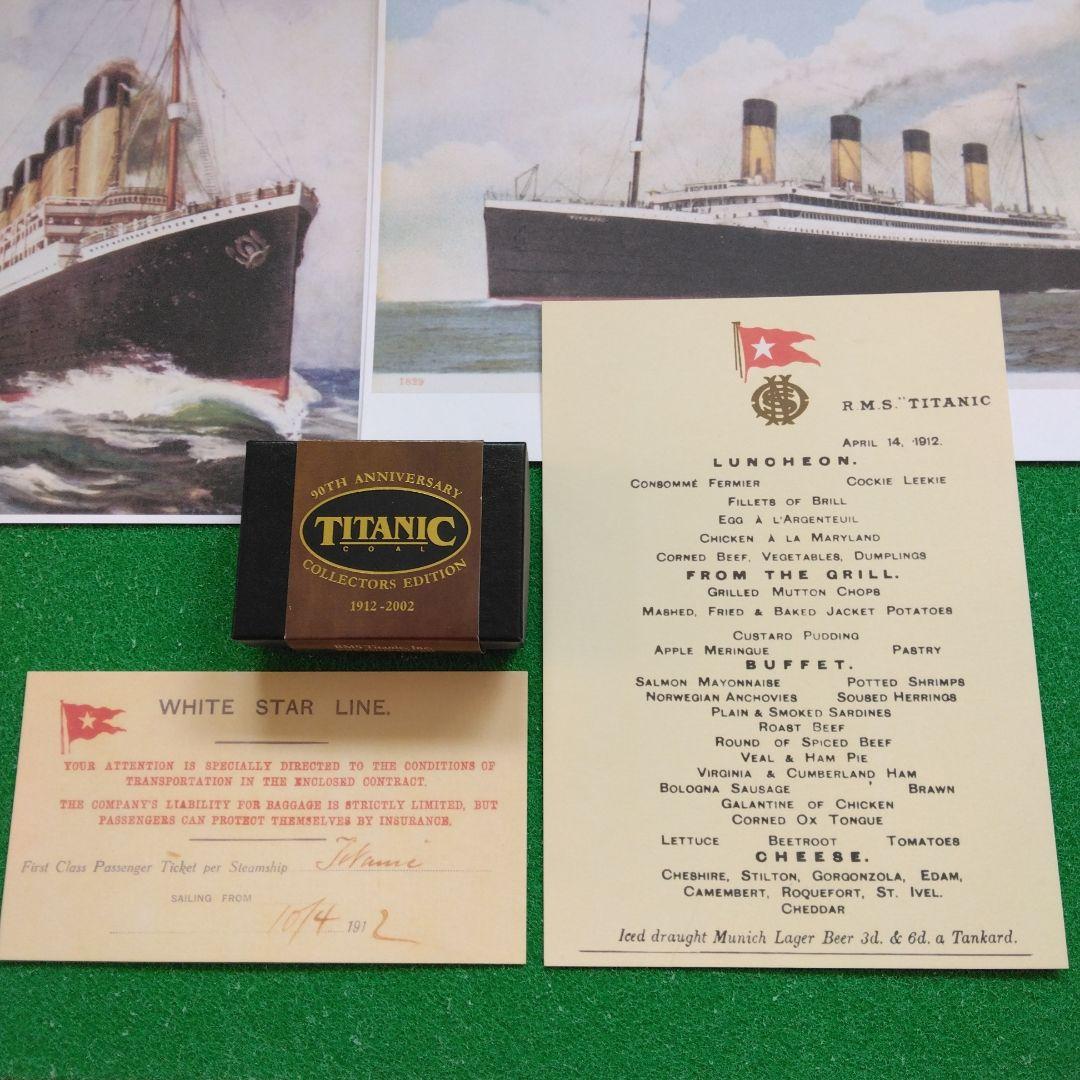 TITANIC
1829
R.M.S. "TITANIC
APRIL 14, 1912.
LUNCHEON.
CONSOMMÉ FERMIER COCKIE LEEKIE
FILLETS OF BRILL
EGG À L'ARGENTEUIL
CHICKEN À LA MARYLAND
CORNED BEEF, VEGETABLES, DUMPLINGS
FROM THE GRILL.
GRILLED MUTTON CHOPS
MASHED, FRIED & BAKED JACKET POTATOES
CUSTARD PUDDING
APPLE MERINGUE PASTRY
BUFFET.
SALMON MAYONNAISE POTTED SHRIMPS
NORWEGIAN ANCHOVIES SOUSED HERRINGS
PLAIN & SMOKED SARDINES
ROAST BEEF
ROUND OF SPICED BEEF
VEAL & HAM PIE
VIRGINIA & CUMBERLAND HAM
BOLOGNA SAUSAGE BRAWN
GALANTINE OF CHICKEN
CORNED OX TONGUE
LETTUCE BEETROOT TOMATOES
CHEESE.
CHESHIRE, STILTON, GORGONZOLA, EDAM,
CAMEMBERT, ROQUEFORT, ST. IVEL.
CHEDDAR
Iced draught Munich Lager Beer 3d. & 6d. a Tankard.
90TH ANNIVERSARY
TITANIC
COAL
COLLECTORS EDITION
1912-2002
RMS Titanic, Inc.
WHITE STAR LINE.
YOUR ATTENTION IS SPECIALLY DIRECTED TO THE CONDITIONS OF
TRANSPORTATION IN THE ENCLOSED CONTRACT.
THE COMPANY'S LIABILITY FOR BAGGAGE IS STRICTLY LIMITED, BUT
PASSENGERS CAN PROTECT THEMSELVES BY INSURANCE.
First Class Passenger Ticket per Steamship Titanic
SAILING FROM
10/4 1912